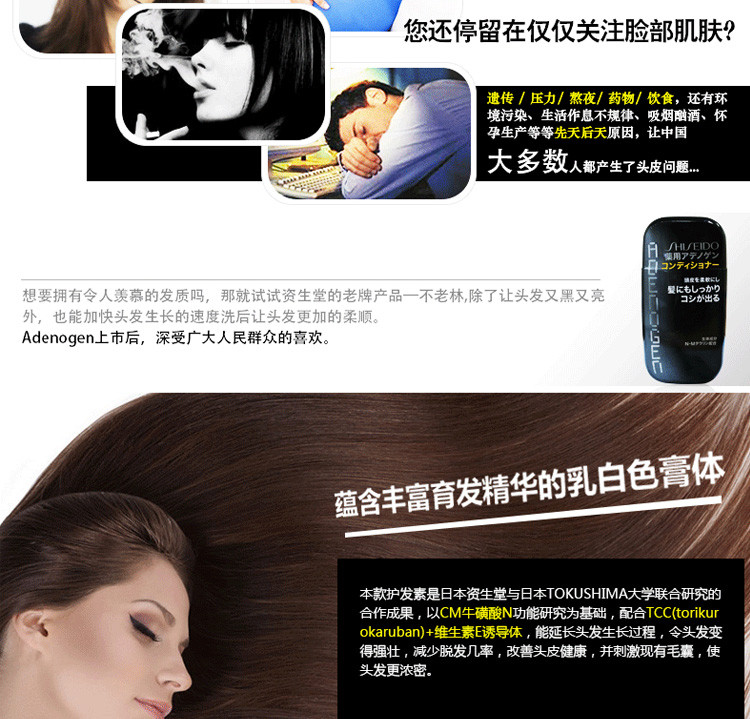 您还停留在仅仅关注脸部肌肤?
遗传 / 压力/ 熬夜/ 药物/ 饮食，还有环
境污染、生活作息不规律、吸烟酗酒、怀
孕生产等等先天后天原因，让中国
大多数人都产生了头皮问题...
SHISEIDO
薬用アデノゲン
コンディショナー
頭皮を柔軟にし
髪にもしっかり
コシが出る
ADENOGEN
想要拥有令人羡慕的发质吗，那就试试资生堂的老牌产品—不老林,除了让头发又黑又亮
外，也能加快头发生长的速度洗后让头发更加的柔顺。
Adenogen上市后，深受广大人民群众的喜欢。
蕴含丰富育发精华的乳白色膏体
本款护发素是日本资生堂与日本TOKUSHIMA大学联合研究的
合作成果，以CM牛磺酸N功能研究为基础，配合TCC(torikur
okaruban)+维生素E诱导体，能延长头发生长过程，令头发变
得强壮，减少脱发几率，改善头皮健康，并刺激现有毛囊，使
头发更浓密。